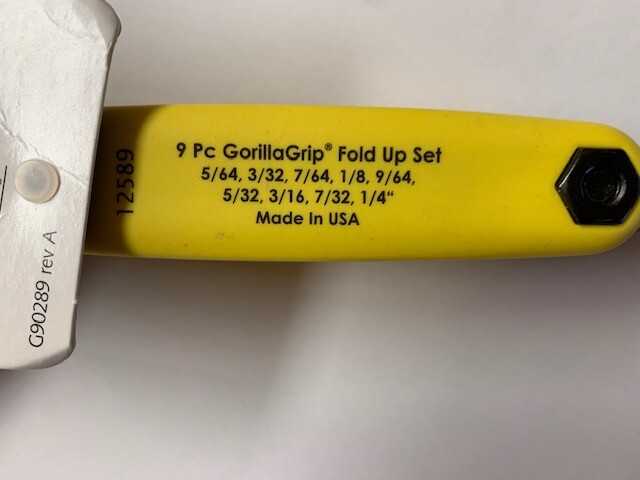 9 Pc GorillaGrip® Fold Up Set
5/64, 3/32, 7/64, 1/8, 9/64,
5/32, 3/16, 7/32, 1/4"
Made In USA
12589
G90289 rev A